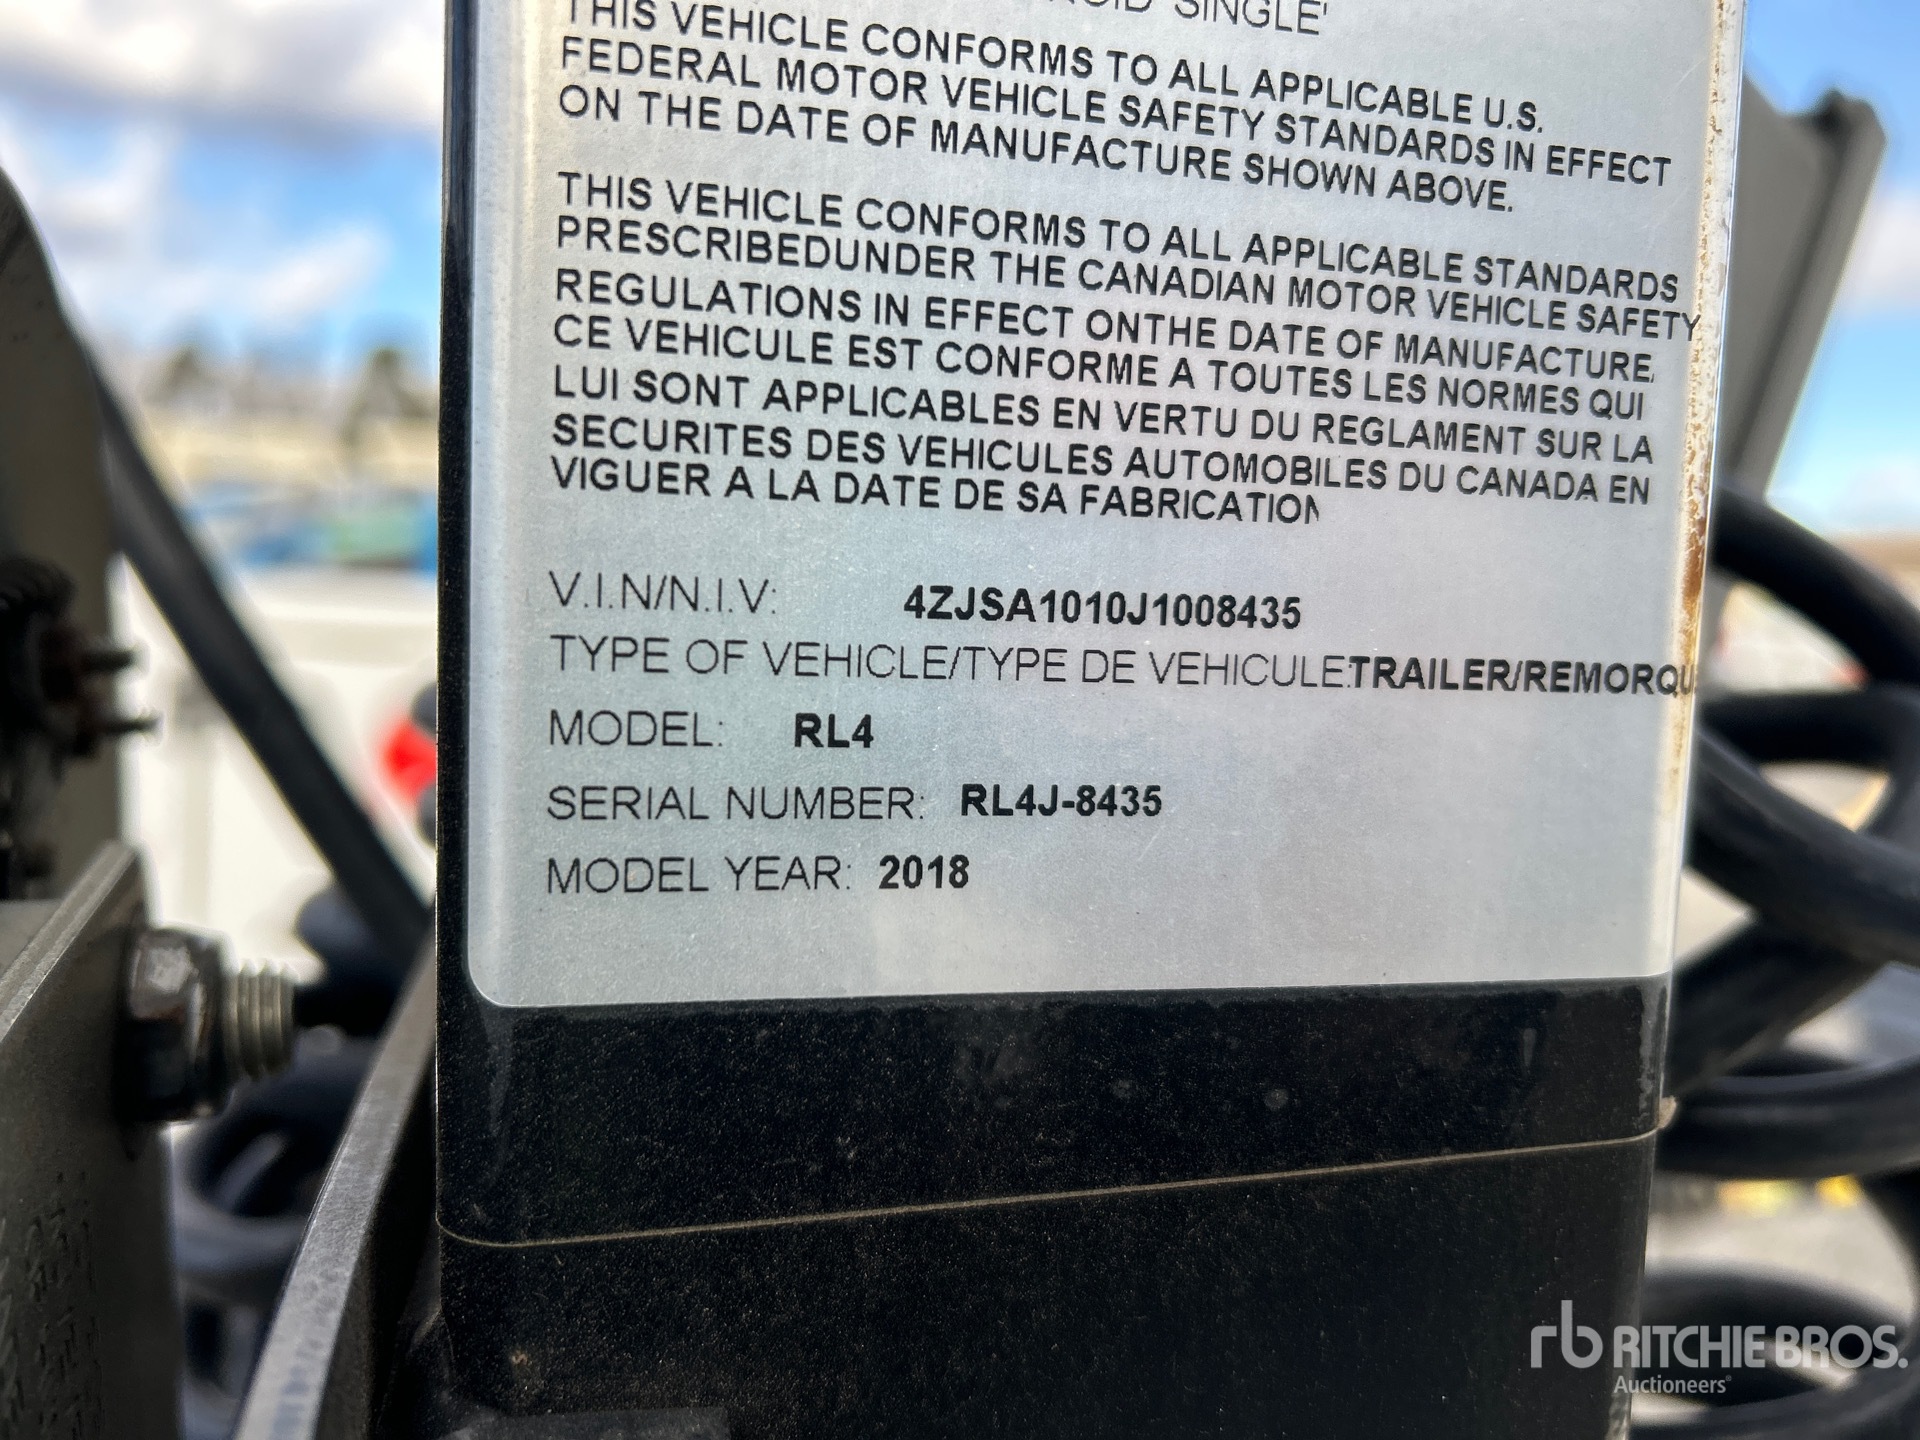 SINGLE'
THIS VEHICLE CONFORMS TO ALL APPLICABLE U.S.
FEDERAL MOTOR VEHICLE SAFETY STANDARDS IN EFFECT
ON THE DATE OF MANUFACTURE SHOWN ABOVE.
THIS VEHICLE CONFORMS TO ALL APPLICABLE STANDARDS
PRESCRIBEDUNDER THE CANADIAN MOTOR VEHICLE SAFETY
REGULATIONS IN EFFECT ONTHE DATE OF MANUFACTURE.
CE VEHICULE EST CONFORME A TOUTES LES NORMES QUI
LUI SONT APPLICABLES EN VERTU DU REGLAMENT SUR LA
SECURITES DES VEHICULES AUTOMOBILES DU CANADA EN
VIGUER A LA DATE DE SA FABRICATION
V.I.N/N.I.V: 4ZJSA1010J1008435
TYPE OF VEHICLE/TYPE DE VEHICULE:TRAILER/REMORQU
MODEL: RL4
SERIAL NUMBER: RL4J-8435
MODEL YEAR: 2018
rb RITCHIE BROS.
Auctioneers®